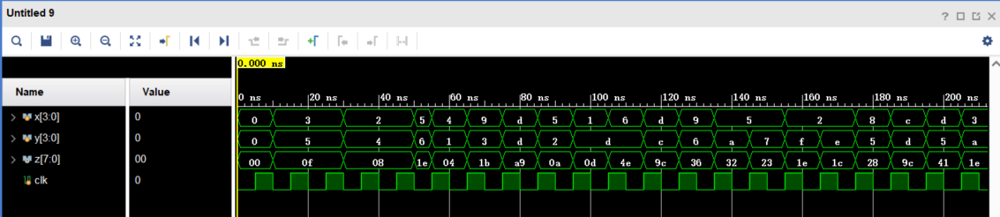 Untitled 9
?
0.000 ns
Name Value
0 ns 20 ns 40 ns 60 ns 80 ns 100 ns 120 ns 140 ns 160 ns 180 ns 200 ns
x[3:0] 0 0 3 2 5 4 9 d 5 1 6 d 9 5 2 8 c d 3
y[3:0] 0 0 5 4 6 1 3 d 2 d c 6 a 7 f e 5 d 5 a
z[7:0] 00 00 0f 08 1e 04 1b a9 0a 0d 4e 9c 36 32 23 1e 1c 28 9c 41 1e
clk 0